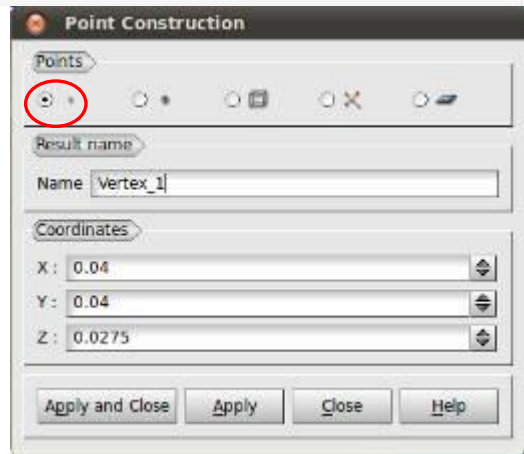 Point Construction
Points
Result name
Name Vertex_1
Coordinates
X : 0.04
Y : 0.04
Z : 0.0275
Apply and Close Apply Close Help